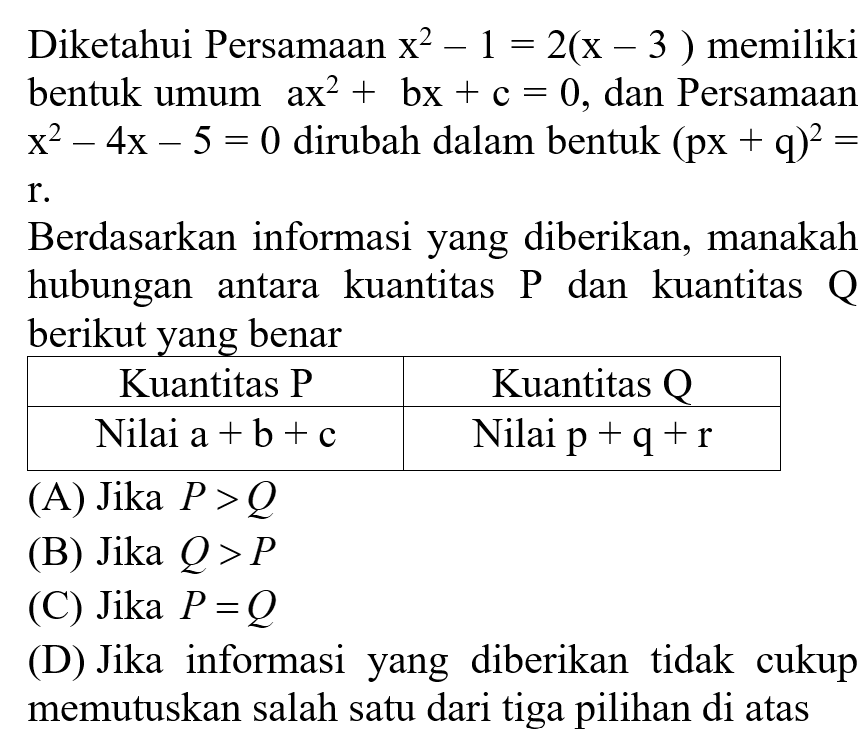 Diketahui Persamaan x² – 1 = 2(x – 3 ) memiliki
bentuk umum ax² + bx + c = 0, dan Persamaan
x² – 4x – 5 = 0 dirubah dalam bentuk (px + q)² =
r.
Berdasarkan informasi yang diberikan, manakah
hubungan antara kuantitas P dan kuantitas Q
berikut yang benar
Kuantitas P Kuantitas Q
Nilai a + b + c Nilai p + q + r
(A) Jika P > Q
(B) Jika Q > P
(C) Jika P = Q
(D) Jika informasi yang diberikan tidak cukup
memutuskan salah satu dari tiga pilihan di atas